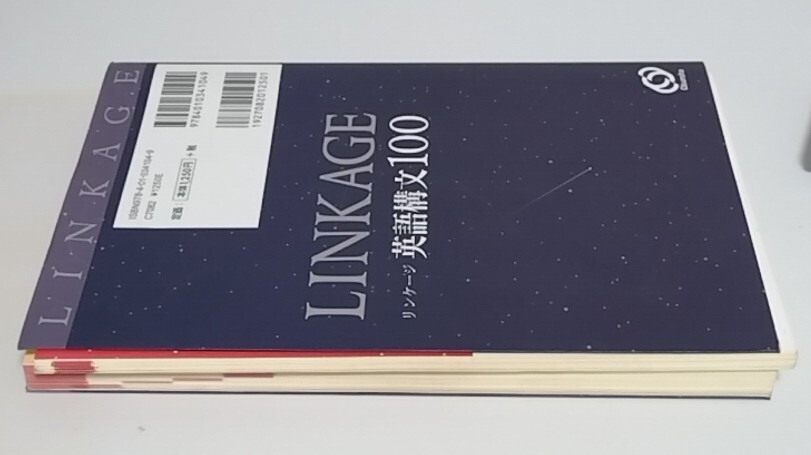 LINKAGE
9784010341049
1927082012501
ISBN978-4-01-034104-9
C7082 ¥1250E
定価：本体1,250円＋税
LINKAGE
リンケージ 英語構文100
Obunsha